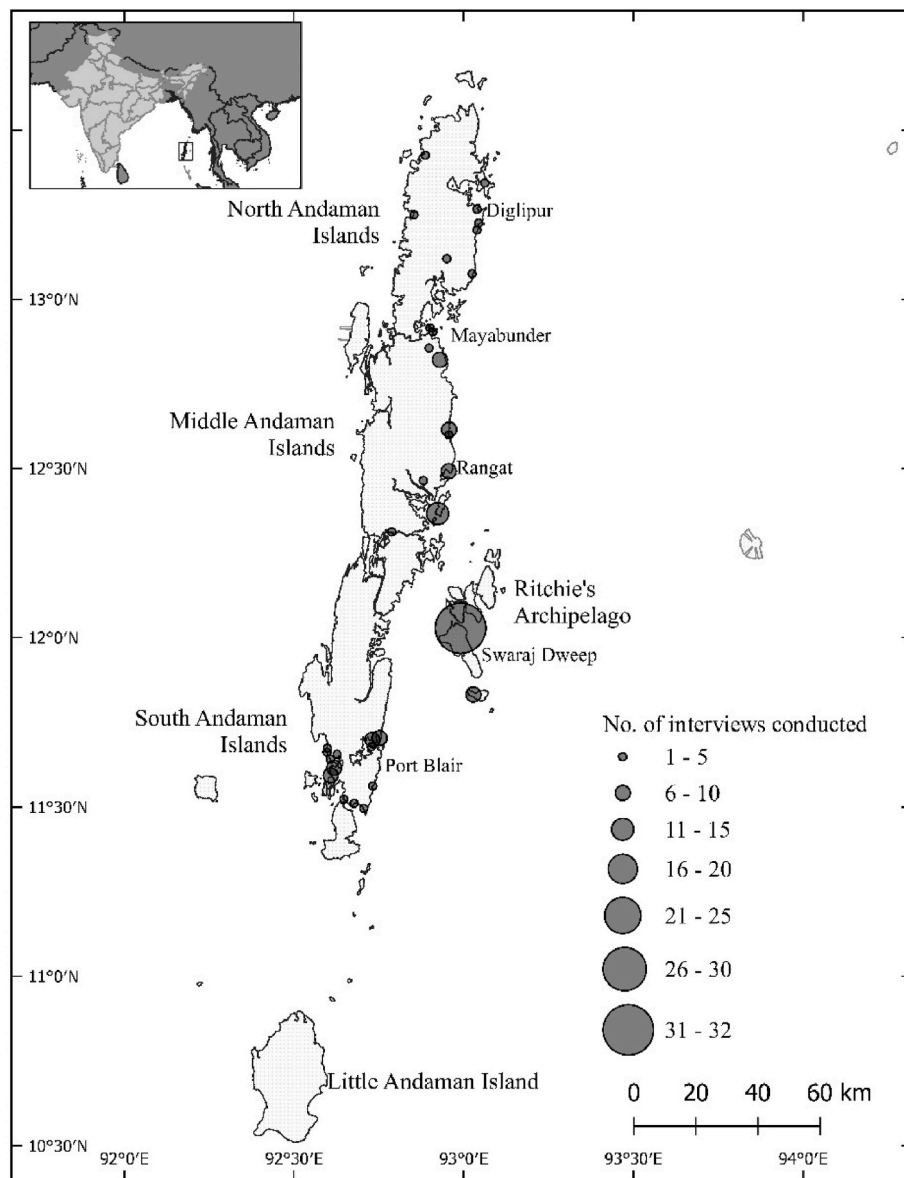 North Andaman
Islands
Diglipur
13°0'N
Mayabunder
Middle Andaman
Islands
12°30'N
Rangat
Ritchie's
Archipelago
12°0'N
Swaraj Dweep
South Andaman
Islands
Port Blair
11°30'N
No. of interviews conducted
1 - 5
6 - 10
11 - 15
16 - 20
21 - 25
26 - 30
31 - 32
11°0'N
Little Andaman Island
0 20 40 60 km
10°30'N
92°0'E 92°30'E 93°0'E 93°30'E 94°0'E